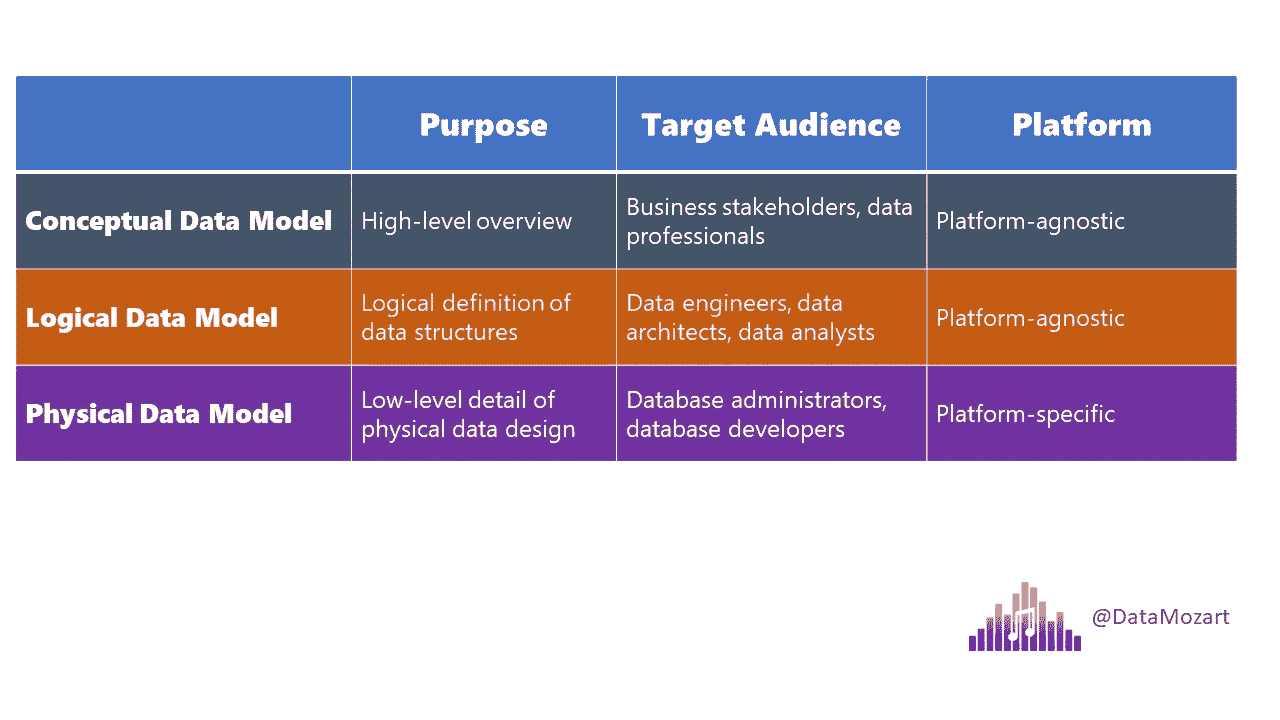 Purpose
Target Audience
Platform
Conceptual Data Model
High-level overview
Business stakeholders, data
professionals
Platform-agnostic
Logical Data Model
Logical definition of
data structures
Data engineers, data
architects, data analysts
Platform-agnostic
Physical Data Model
Low-level detail of
physical data design
Database administrators,
database developers
Platform-specific
@DataMozart